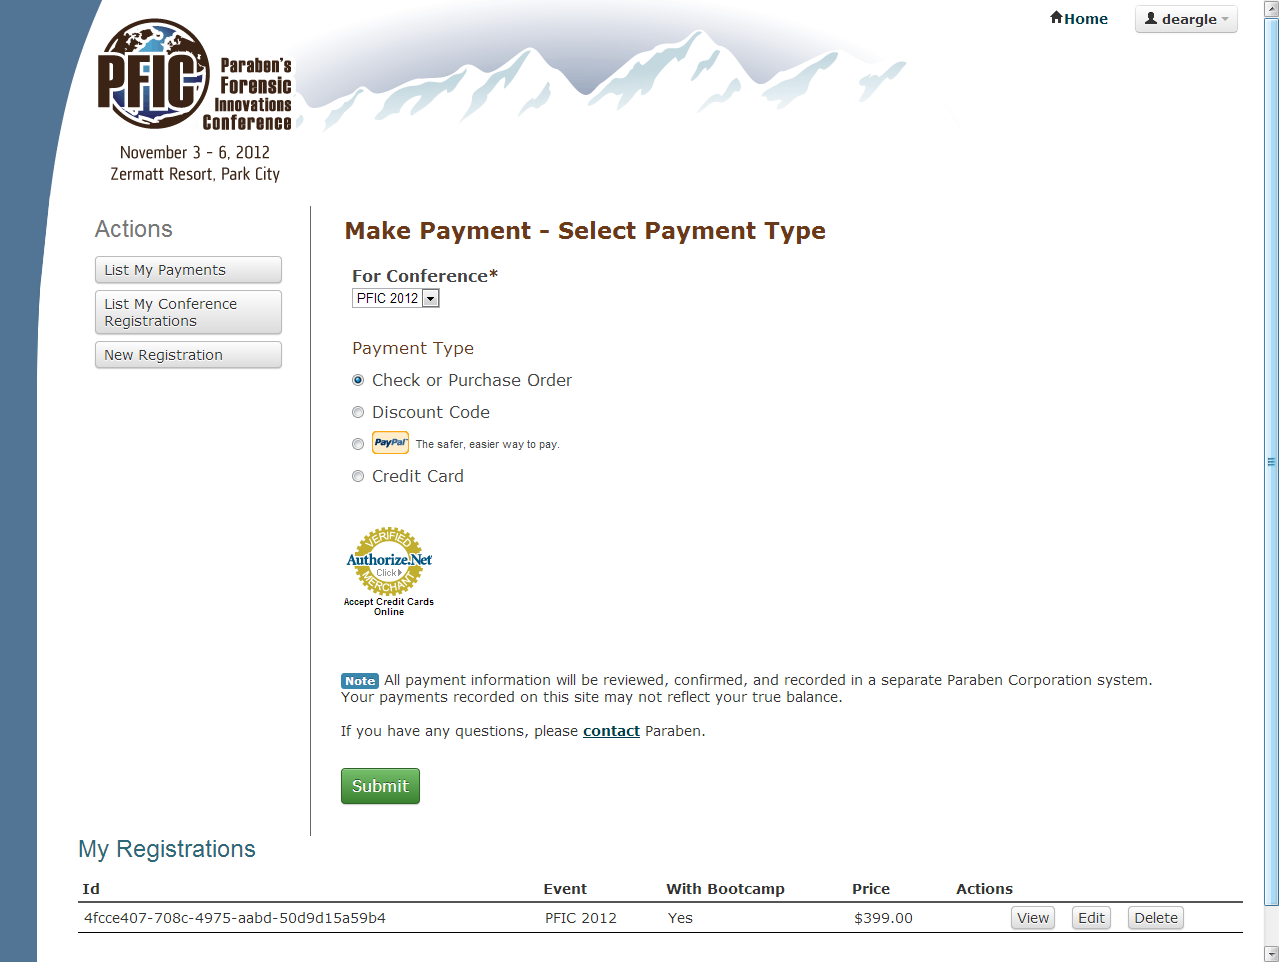 Home
deargle
PFIC
Paraben's
Forensic
Innovations
Conference
November 3 - 6, 2012
Zermatt Resort, Park City
Actions
List My Payments
List My Conference
Registrations
New Registration
Make Payment - Select Payment Type
For Conference*
PFIC 2012
Payment Type
Check or Purchase Order
Discount Code
PayPal The safer, easier way to pay.
Credit Card
VERIFIED
Authorize.Net
Click
MERCHANT
Accept Credit Cards
Online
Note All payment information will be reviewed, confirmed, and recorded in a separate Paraben Corporation system.
Your payments recorded on this site may not reflect your true balance.
If you have any questions, please contact Paraben.
Submit
My Registrations
Id Event With Bootcamp Price Actions
4fcce407-708c-4975-aabd-50d9d15a59b4 PFIC 2012 Yes $399.00 View Edit Delete